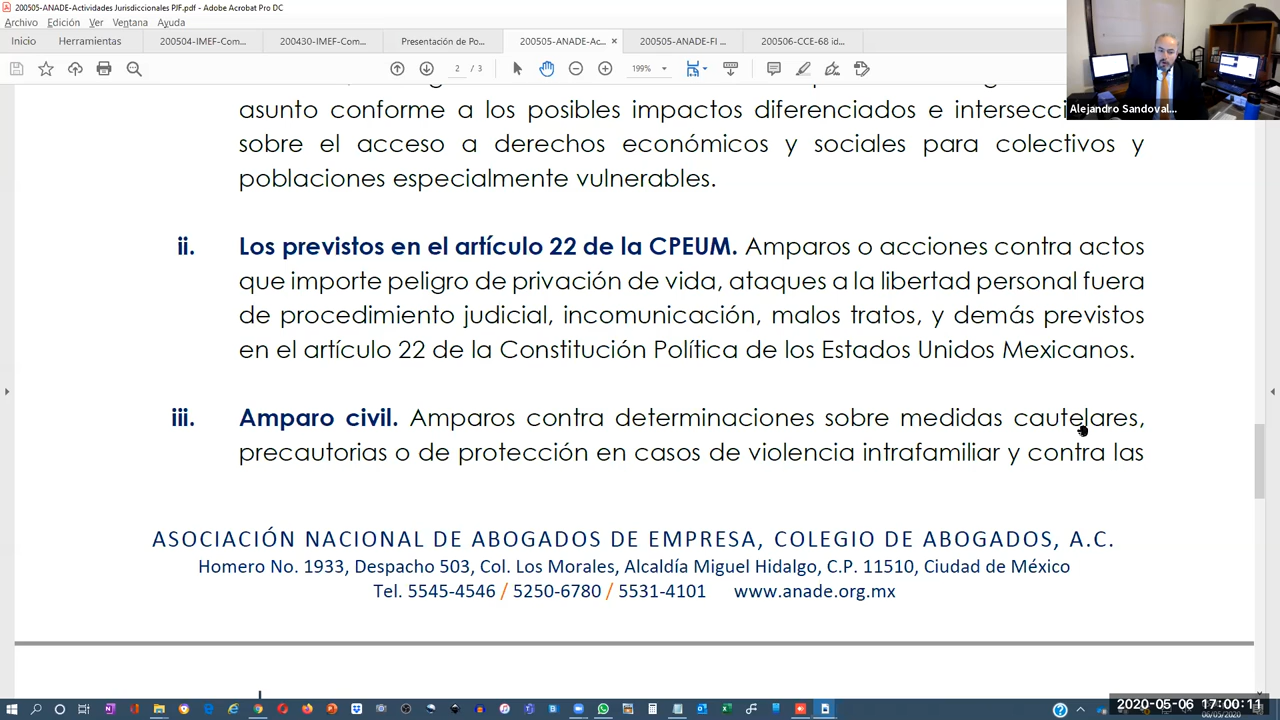 200505-ANADE-Actividades Jurisdiccionales PJF.pdf - Adobe Acrobat Pro DC
Archivo Edición Ver Ventana Ayuda
Inicio Herramientas 200504-IMEF-Com... 200430-IMEF-Com... Presentación de Po... 200505-ANADE-Ac... × 200505-ANADE-FI ... 200506-CCE-68 id...
2 / 3 199%
Alejandro Sandoval...
asunto conforme a los posibles impactos diferenciados e
sobre el acceso a derechos económicos y sociales para colectivos y
poblaciones especialmente vulnerables.
ii. Los previstos en el artículo 22 de la CPEUM. Amparos o acciones contra actos
que importe peligro de privación de vida, ataques a la libertad personal fuera
de procedimiento judicial, incomunicación, malos tratos, y demás previstos
en el artículo 22 de la Constitución Política de los Estados Unidos Mexicanos.
iii. Amparo civil. Amparos contra determinaciones sobre medidas cautelares,
precautorias o de protección en casos de violencia intrafamiliar y contra las
ASOCIACIÓN NACIONAL DE ABOGADOS DE EMPRESA, COLEGIO DE ABOGADOS, A.C.
Homero No. 1933, Despacho 503, Col. Los Morales, Alcaldía Miguel Hidalgo, C.P. 11510, Ciudad de México
Tel. 5545-4546 / 5250-6780 / 5531-4101 www.anade.org.mx
2020-05-06 17:00:11
06/05/2020